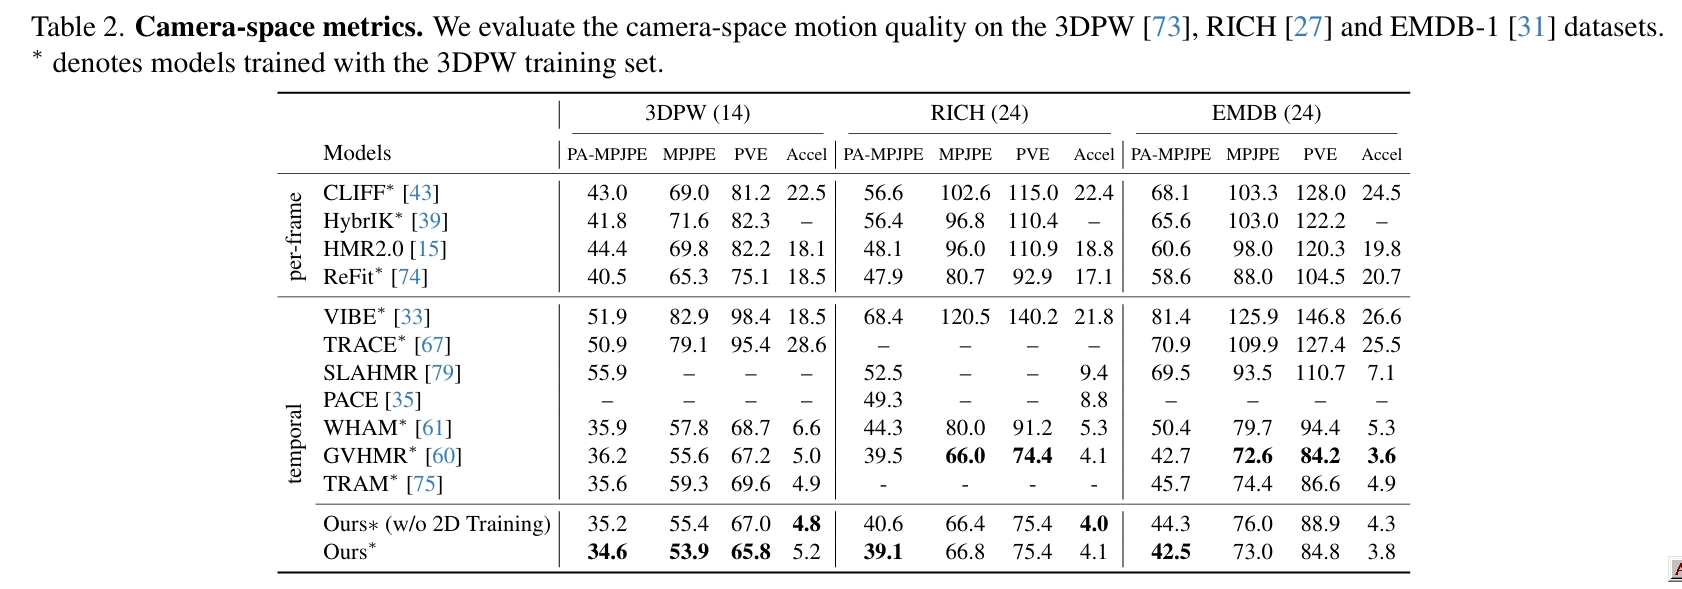 Table 2. Camera-space metrics. We evaluate the camera-space motion quality on the 3DPW [73], RICH [27] and EMDB-1 [31] datasets.
* denotes models trained with the 3DPW training set.
3DPW (14) RICH (24) EMDB (24)
Models PA-MPJPE MPJPE PVE Accel PA-MPJPE MPJPE PVE Accel PA-MPJPE MPJPE PVE Accel
per-frame
CLIFF* [43] 43.0 69.0 81.2 22.5 56.6 102.6 115.0 22.4 68.1 103.3 128.0 24.5
HybrIK* [39] 41.8 71.6 82.3 – 56.4 96.8 110.4 – 65.6 103.0 122.2 –
HMR2.0 [15] 44.4 69.8 82.2 18.1 48.1 96.0 110.9 18.8 60.6 98.0 120.3 19.8
ReFit* [74] 40.5 65.3 75.1 18.5 47.9 80.7 92.9 17.1 58.6 88.0 104.5 20.7
temporal
VIBE* [33] 51.9 82.9 98.4 18.5 68.4 120.5 140.2 21.8 81.4 125.9 146.8 26.6
TRACE* [67] 50.9 79.1 95.4 28.6 – – – – 70.9 109.9 127.4 25.5
SLAHMR [79] 55.9 – – – 52.5 – – 9.4 69.5 93.5 110.7 7.1
PACE [35] – – – – 49.3 – – 8.8 – – – –
WHAM* [61] 35.9 57.8 68.7 6.6 44.3 80.0 91.2 5.3 50.4 79.7 94.4 5.3
GVHMR* [60] 36.2 55.6 67.2 5.0 39.5 66.0 74.4 4.1 42.7 72.6 84.2 3.6
TRAM* [75] 35.6 59.3 69.6 4.9 - - - - 45.7 74.4 86.6 4.9
Ours* (w/o 2D Training) 35.2 55.4 67.0 4.8 40.6 66.4 75.4 4.0 44.3 76.0 88.9 4.3
Ours* 34.6 53.9 65.8 5.2 39.1 66.8 75.4 4.1 42.5 73.0 84.8 3.8